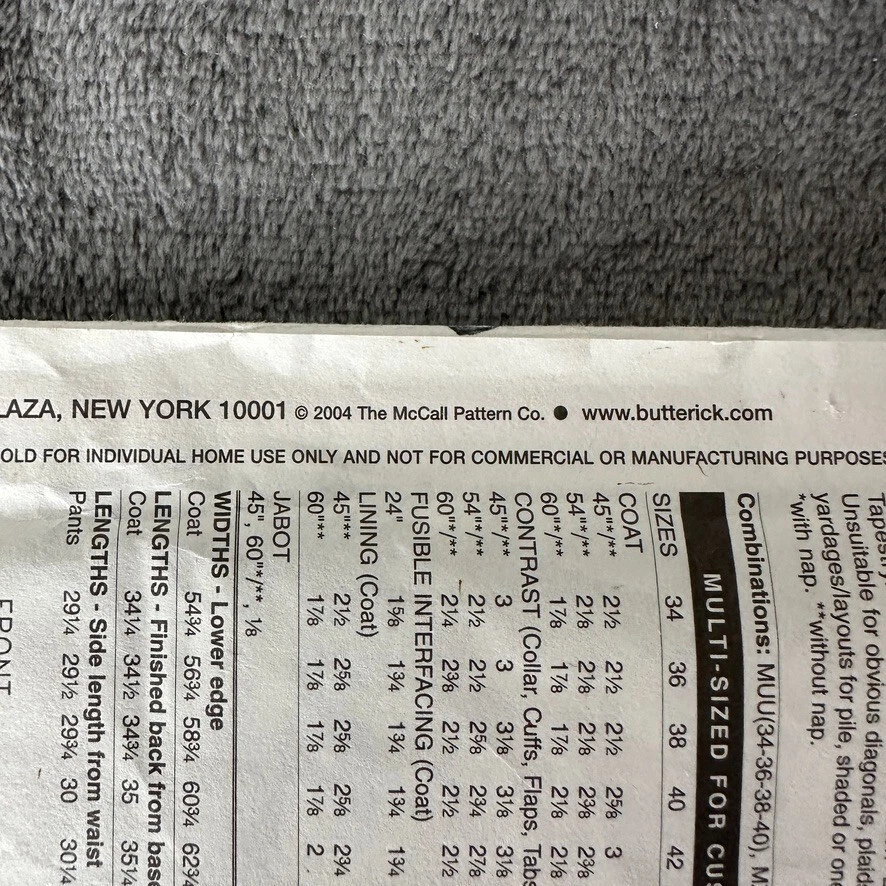 LAZA, NEW YORK 10001 © 2004 The McCall Pattern Co. ● www.butterick.com
OLD FOR INDIVIDUAL HOME USE ONLY AND NOT FOR COMMERCIAL OR MANUFACTURING PURPOSES
Tapestry
Unsuitable for obvious diagonals, plaids
yardages/layouts for pile, shaded or one
*with nap. **without nap.
Combinations: MUU(34-36-38-40), M
MULTI-SIZED FOR CUS
SIZES 34 36 38 40 42
COAT
45"*/** 2½ 2½ 2½ 2⅝ 3
54"*/** 2⅛ 2⅛ 2⅛ 2⅜ 2⅜
60"*/** 1⅞ 1⅞ 1⅞ 2⅛ 2⅛
CONTRAST (Collar, Cuffs, Flaps, Tabs
45"*/** 3 3 3⅛ 3⅛ 3⅛
54"*/** 2½ 2½ 2⅝ 2¾ 2⅞
60"*/** 2¼ 2⅜ 2½ 2½ 2½
FUSIBLE INTERFACING (Coat)
24" 1⅝ 1¾ 1¾ 1¾ 1¾
LINING (Coat)
45"** 2½ 2⅝ 2⅝ 2⅝ 2¾
60"** 1⅞ 1⅞ 1⅞ 1⅞ 2
JABOT
45", 60"*/**, ⅛
WIDTHS - Lower edge
Coat 54¾ 56¾ 58¾ 60¾ 62¾
LENGTHS - Finished back from base
Coat 34¼ 34½ 34¾ 35 35¼
LENGTHS - Side length from waist
Pants 29¼ 29½ 29¾ 30 30¼
FRONT